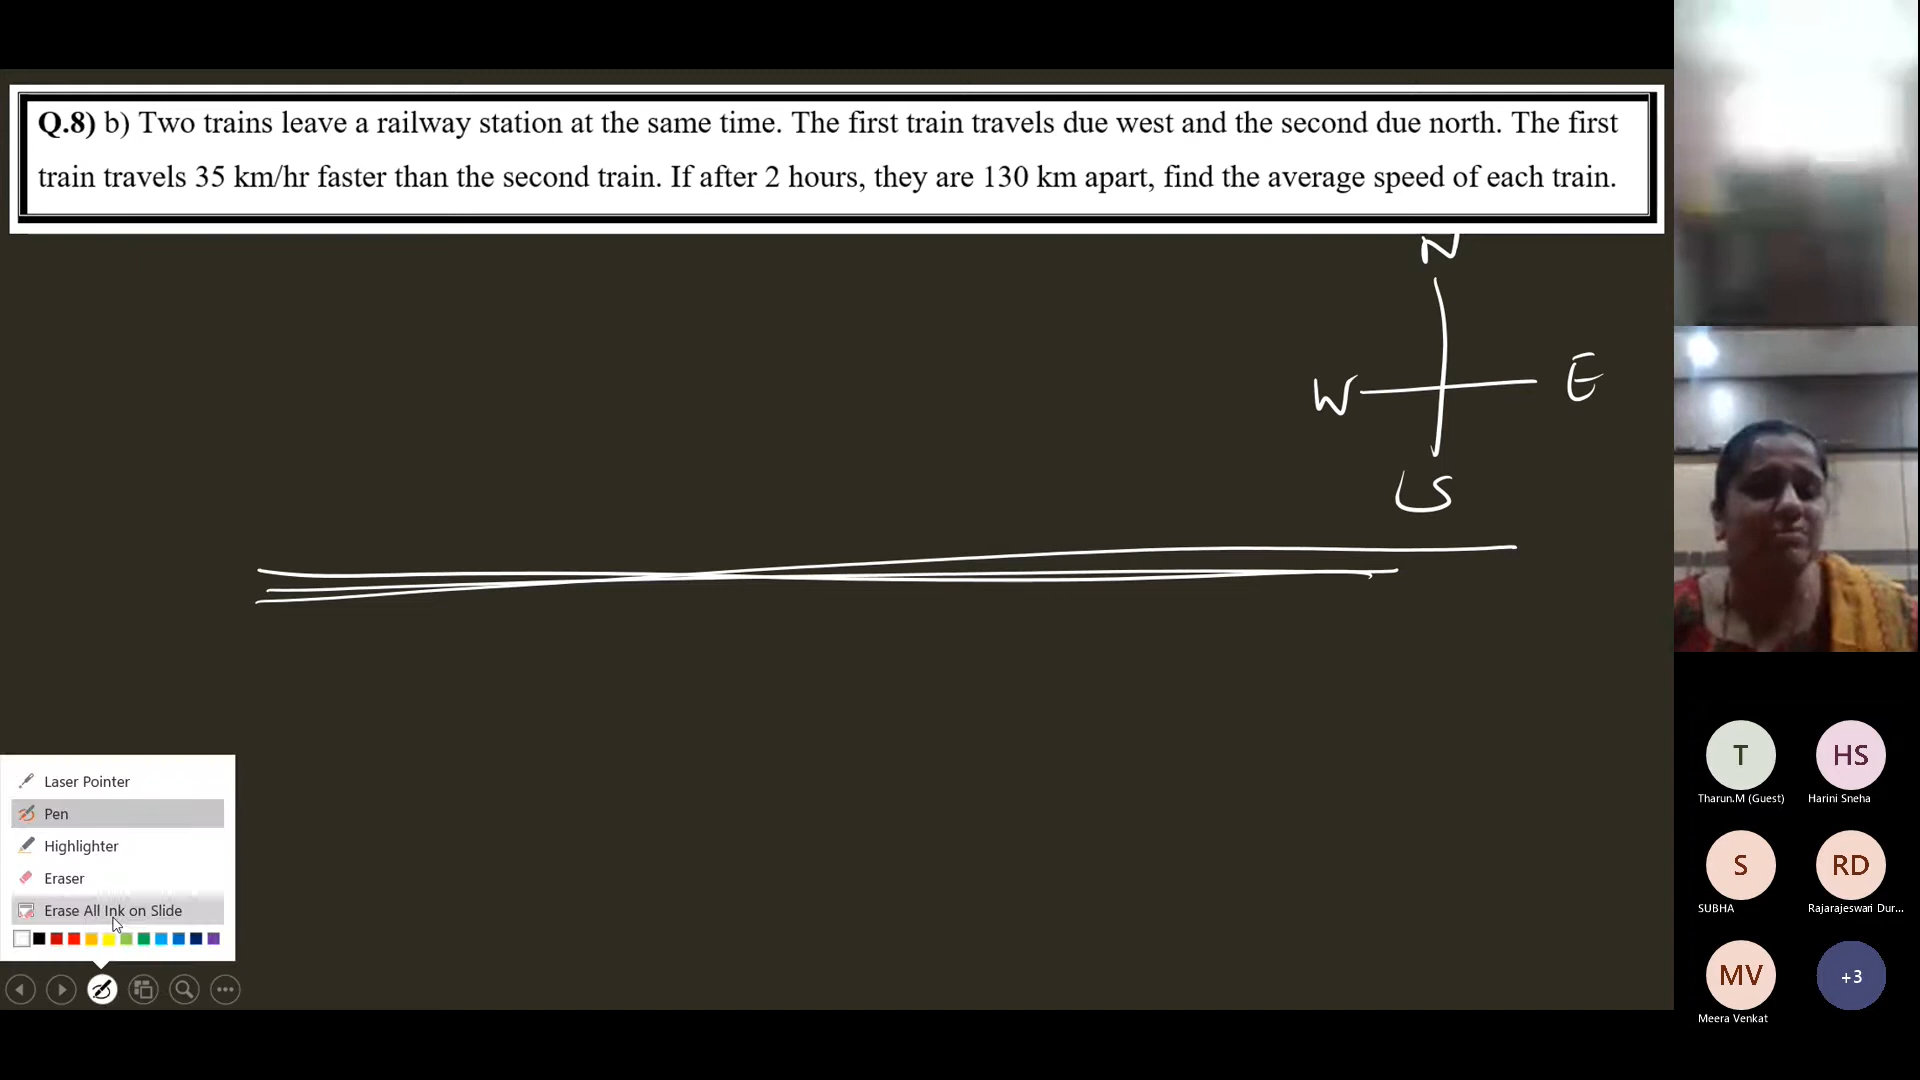 Q.8) b) Two trains leave a railway station at the same time. The first train travels due west and the second due north. The first
train travels 35 km/hr faster than the second train. If after 2 hours, they are 130 km apart, find the average speed of each train.
N
W
E
S
Laser Pointer
Pen
Highlighter
Eraser
Erase All Ink on Slide
T
HS
Tharun.M (Guest)
Harini Sneha
S
RD
SUBHA
Rajarajeswari Dur...
MV
+3
Meera Venkat